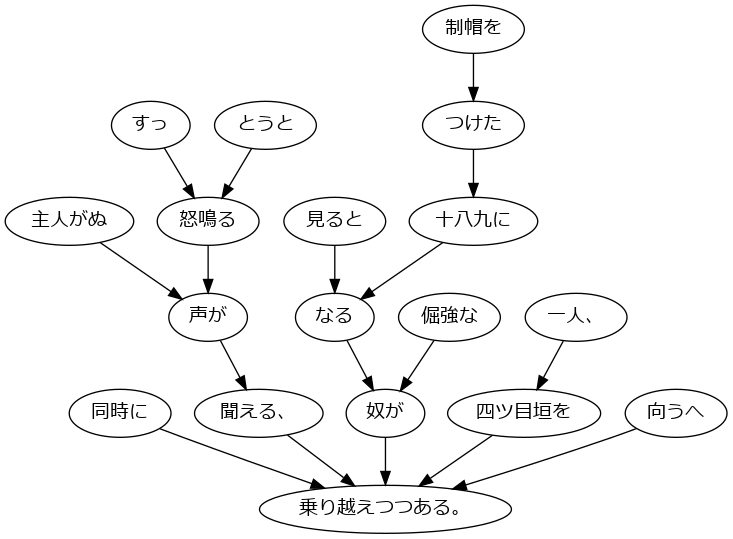 制帽を
すっ
とうと
つけた
主人がぬ
怒鳴る
見ると
十八九に
声が
なる
倔強な
一人、
同時に
聞える、
奴が
四ツ目垣を
向うへ
乗り越えつつある。